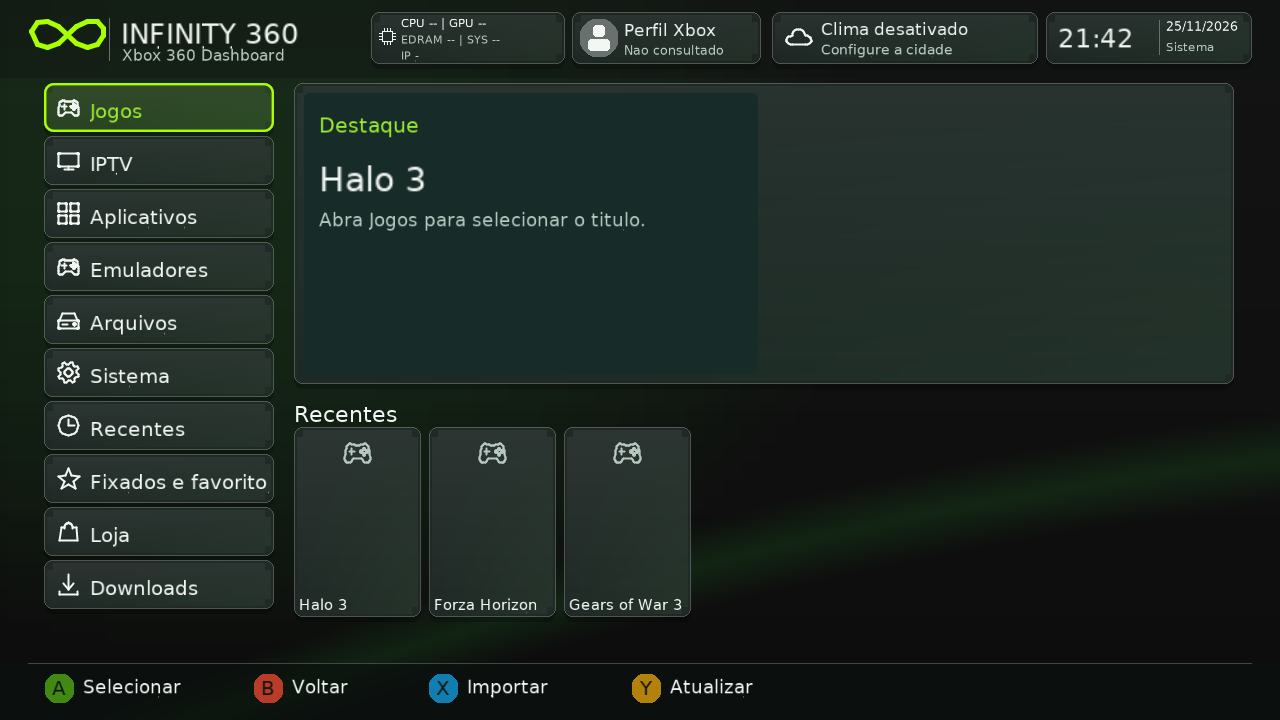 INFINITY 360
Xbox 360 Dashboard
CPU -- | GPU --
EDRAM -- | SYS --
IP -
Perfil Xbox
Nao consultado
Clima desativado
Configure a cidade
21:42
25/11/2026
Sistema
Jogos
IPTV
Aplicativos
Emuladores
Arquivos
Sistema
Recentes
Fixados e favorito
Loja
Downloads
Destaque
Halo 3
Abra Jogos para selecionar o titulo.
Recentes
Halo 3
Forza Horizon
Gears of War 3
A Selecionar
B Voltar
X Importar
Y Atualizar